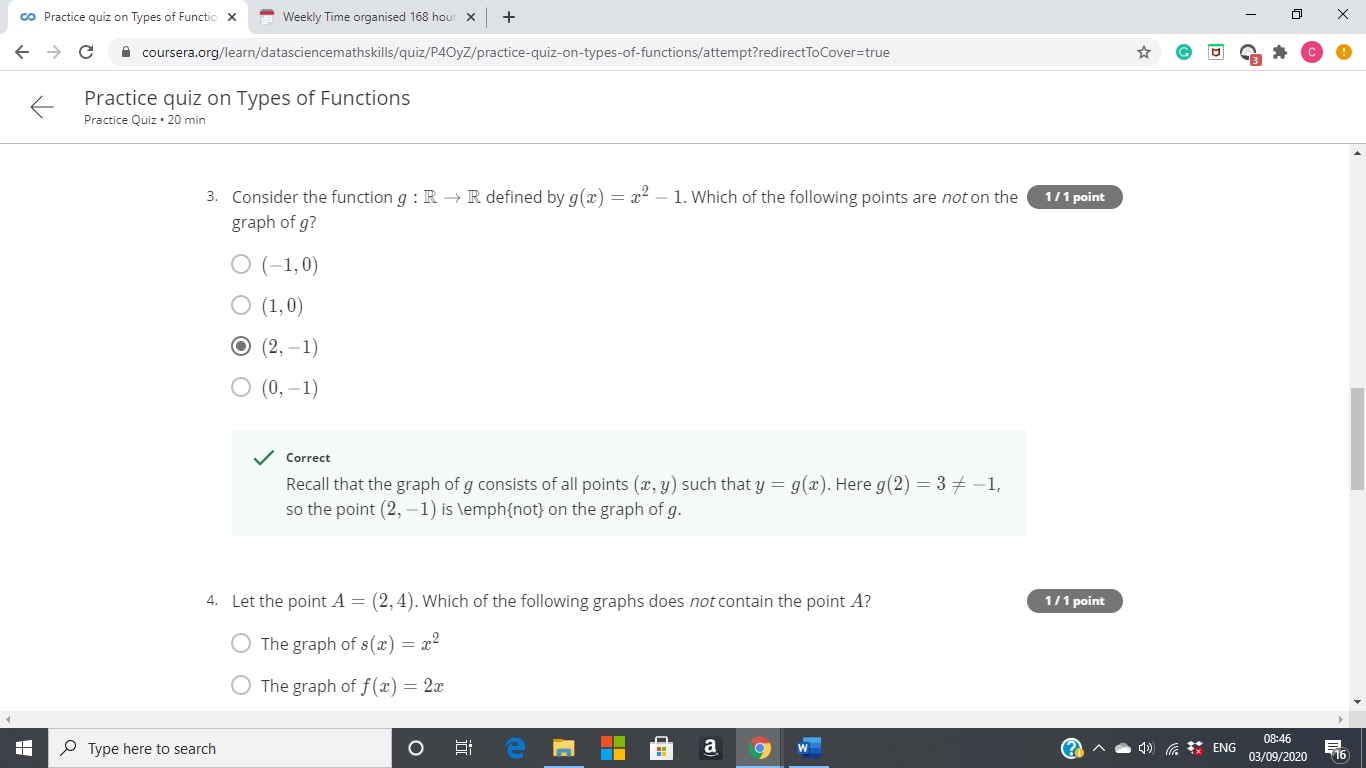 Practice quiz on Types of Functio
Weekly Time organised 168 hour
coursera.org/learn/datasciencemathskills/quiz/P4OyZ/practice-quiz-on-types-of-functions/attempt?redirectToCover=true
3
C
Practice quiz on Types of Functions
Practice Quiz • 20 min
3. Consider the function g : ℝ → ℝ defined by g(x) = x² − 1. Which of the following points are not on the
graph of g?
1 / 1 point
(−1, 0)
(1, 0)
(2, −1)
(0, −1)
Correct
Recall that the graph of g consists of all points (x, y) such that y = g(x). Here g(2) = 3 ≠ −1,
so the point (2, −1) is \emph{not} on the graph of g.
4. Let the point A = (2, 4). Which of the following graphs does not contain the point A?
1 / 1 point
The graph of s(x) = x²
The graph of f(x) = 2x
Type here to search
ENG
08:46
03/09/2020
16